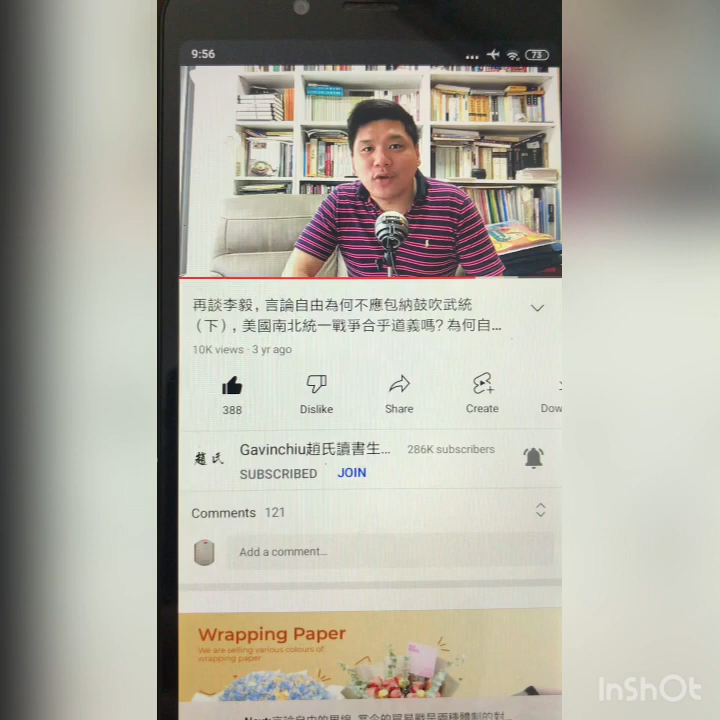 9:56
73
再談李毅，言論自由為何不應包納鼓吹武統
（下），美國南北統一戰爭合乎道義嗎? 為何自...
10K views · 3 yr ago
388
Dislike
Share
Create
Dow
趙氏
Gavinchiu趙氏讀書生...
286K subscribers
SUBSCRIBED
JOIN
Comments 121
Add a comment...
Wrapping Paper
We are selling various colours of
wrapping paper
InShOt